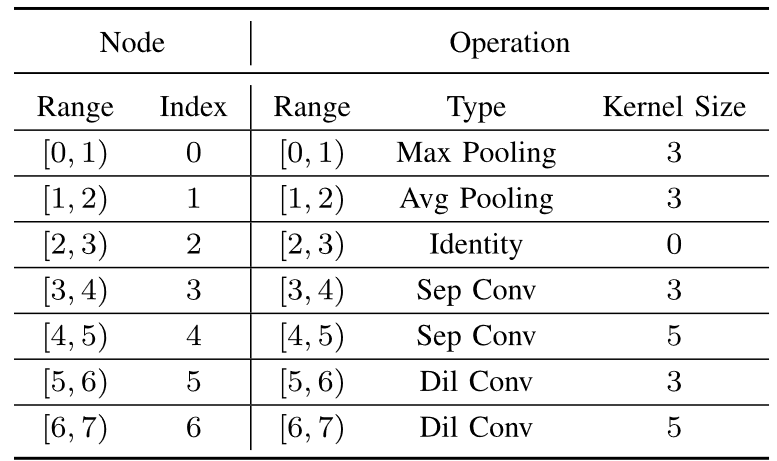 Node Operation
Range Index Range Type Kernel Size
[0, 1) 0 [0, 1) Max Pooling 3
[1, 2) 1 [1, 2) Avg Pooling 3
[2, 3) 2 [2, 3) Identity 0
[3, 4) 3 [3, 4) Sep Conv 3
[4, 5) 4 [4, 5) Sep Conv 5
[5, 6) 5 [5, 6) Dil Conv 3
[6, 7) 6 [6, 7) Dil Conv 5